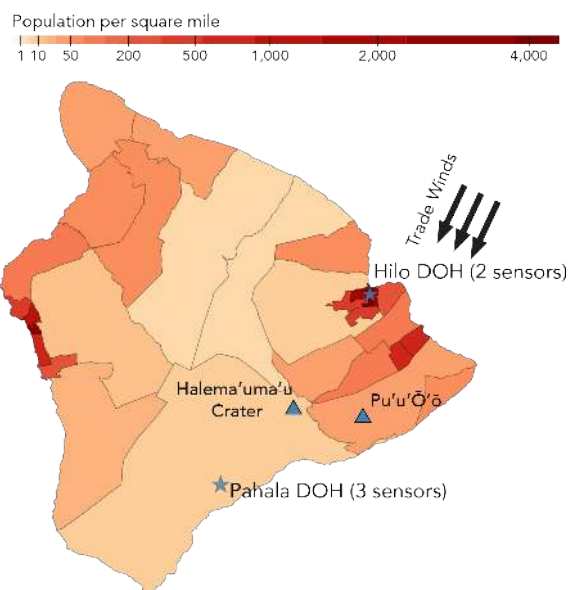 Population per square mile
1 10 50 200 500 1,000 2,000 4,000
Trade Winds
Hilo DOH (2 sensors)
Halema'uma'u
Crater
Pu'u'Ō'ō
Pahala DOH (3 sensors)